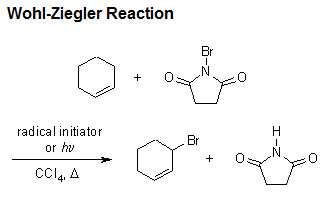 Wohl-Ziegler Reaction
Br
N
O
O
+
radical initiator
or hν
CCl₄, Δ
Br
+
H
N
O
O